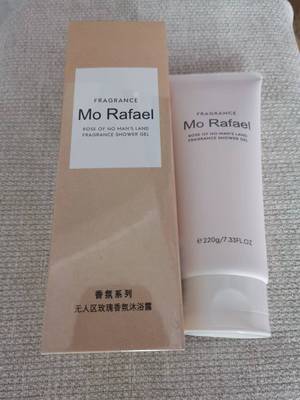 FRAGRANCE
Mo Rafael
ROSE OF NO MAN'S LAND
FRAGRANCE SHOWER GEL
香氛系列
无人区玫瑰香氛沐浴露
FRAGRANCE
Mo Rafael
ROSE OF NO MAN'S LAND
FRAGRANCE SHOWER GEL
℮220g/7.33FL.OZ